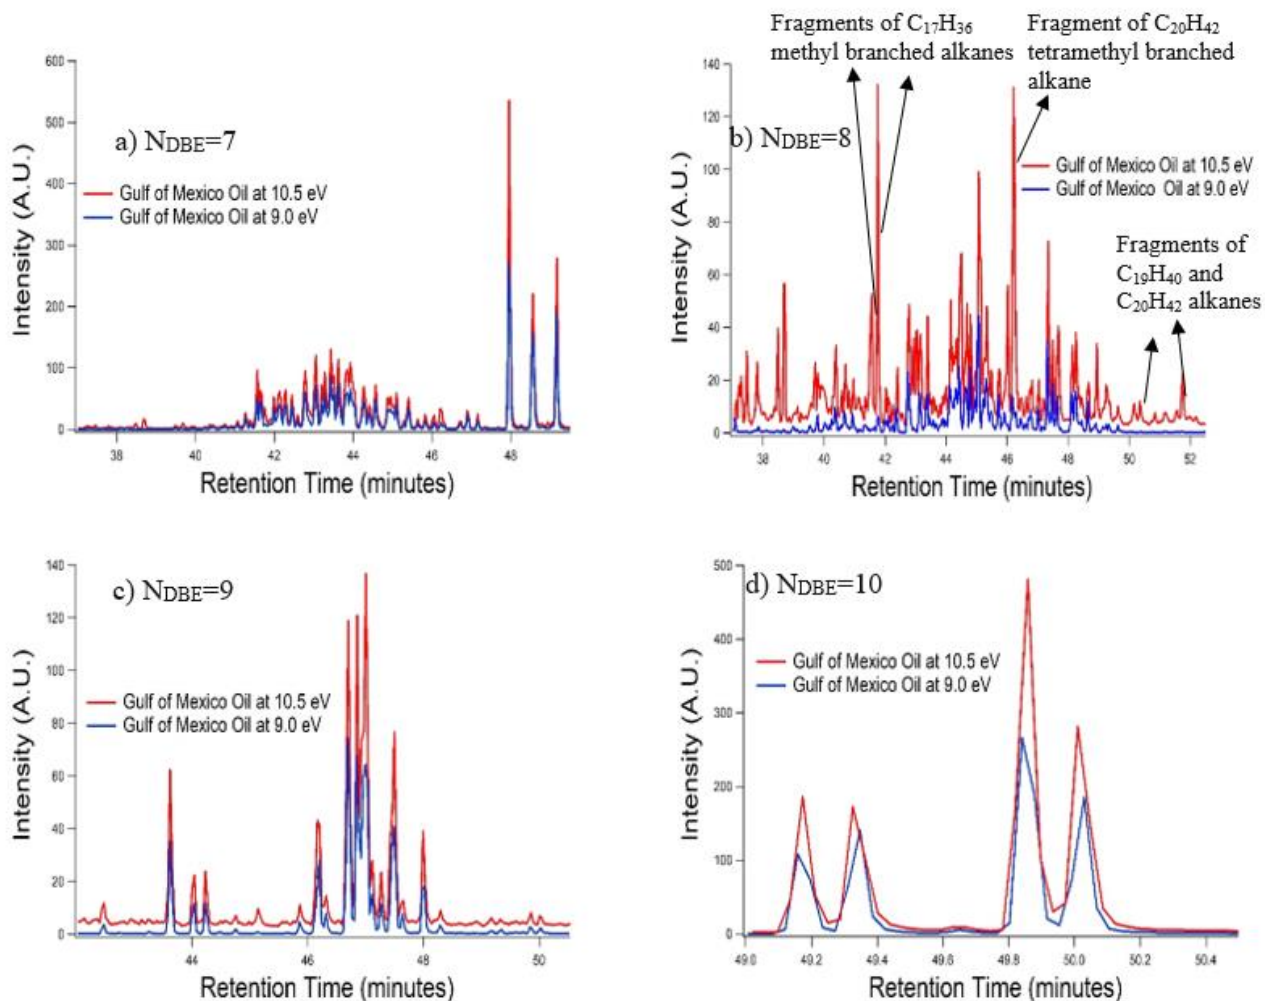 Fragments of C17H36
methyl branched alkanes
Fragment of C20H42
tetramethyl branched
alkane
600
500
400
300
200
100
0
Intensity (A.U.)
a) NDBE=7
Gulf of Mexico Oil at 10.5 eV
Gulf of Mexico Oil at 9.0 eV
38 40 42 44 46 48
Retention Time (minutes)
140
120
100
80
60
40
20
0
Intensity (A.U.)
b) NDBE=8
Gulf of Mexico Oil at 10.5 eV
Gulf of Mexico Oil at 9.0 eV
Fragments of
C19H40 and
C20H42 alkanes
38 40 42 44 46 48 50 52
Retention Time (minutes)
140
120
100
80
60
40
20
0
Intensity (A.U.)
c) NDBE=9
Gulf of Mexico Oil at 10.5 eV
Gulf of Mexico Oil at 9.0 eV
44 46 48 50
Retention Time (minutes)
500
400
300
200
100
0
Intensity (A.U.)
d) NDBE=10
Gulf of Mexico Oil at 10.5 eV
Gulf of Mexico Oil at 9.0 eV
49.0 49.2 49.4 49.6 49.8 50.0 50.2 50.4
Retention Time (minutes)